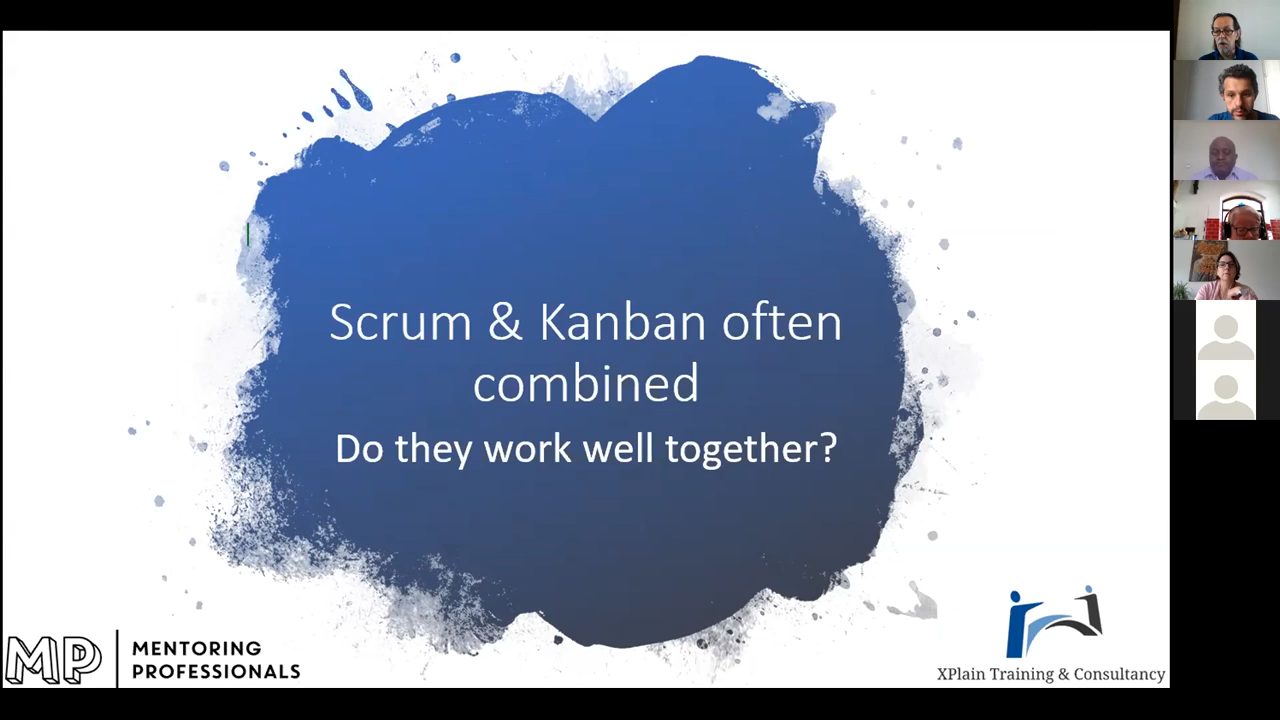 Scrum & Kanban often
combined
Do they work well together?
MP
MENTORING
PROFESSIONALS
XPlain Training & Consultancy